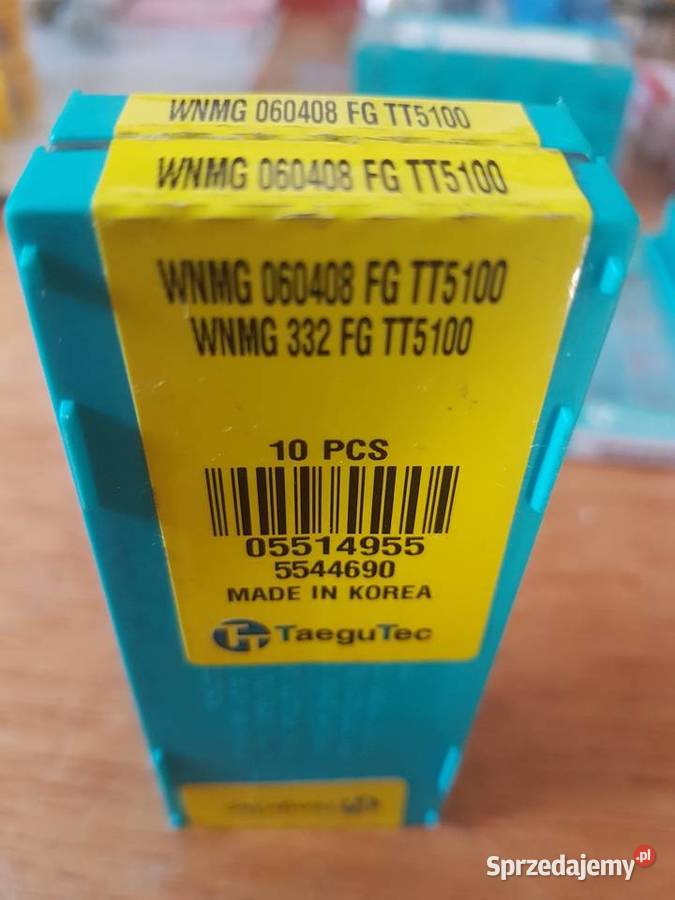 WNMG 060408 FG TT5100
WNMG 060408 FG TT5100
WNMG 060408 FG TT5100
WNMG 332 FG TT5100
10 PCS
05514955
5544690
MADE IN KOREA
TT TaeguTec
Sprzedajemy.pl